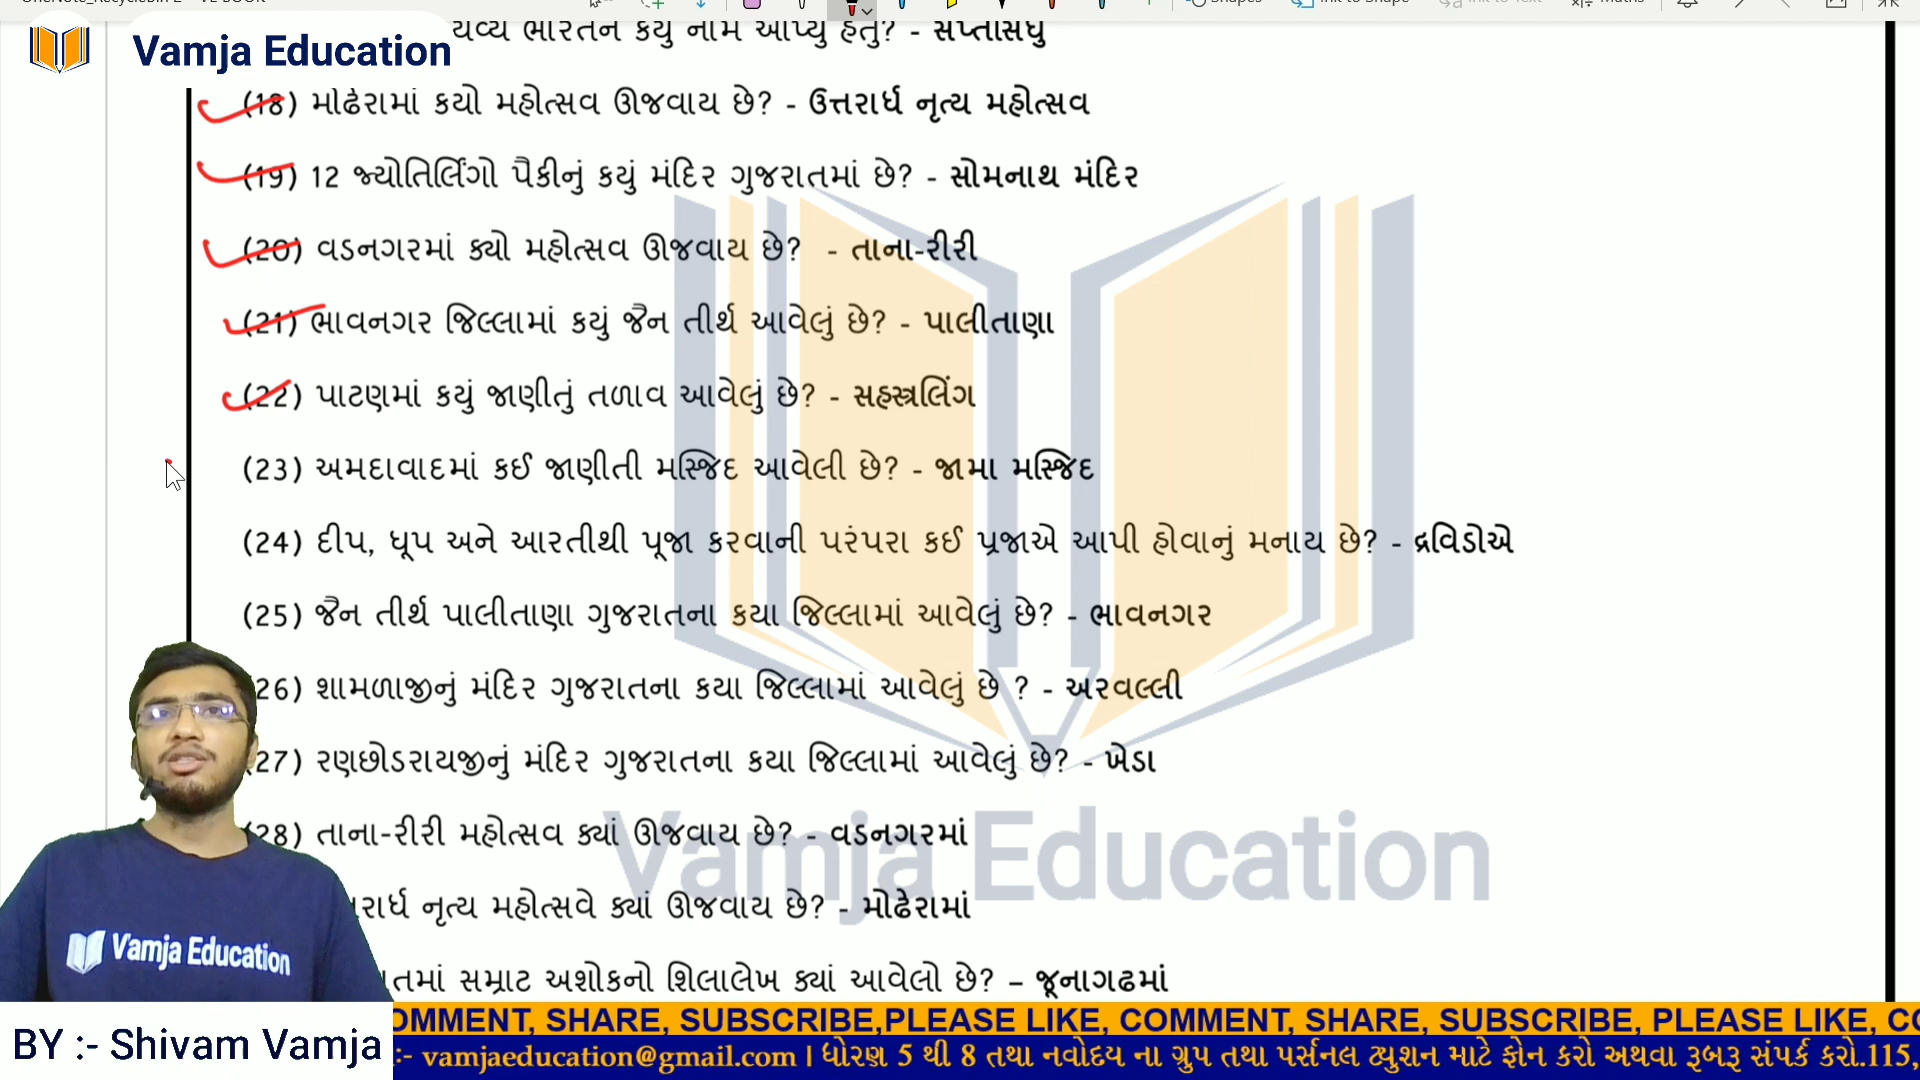 Vamja Education
ભારતને કયું નામ આપ્યું હતું? - સપ્તસિંધુ
(18) મોઢેરામાં કયો મહોત્સવ ઊજવાય છે? - ઉત્તરાર્ધ નૃત્ય મહોત્સવ
(19) 12 જ્યોતિર્લિંગો પૈકીનું કયું મંદિર ગુજરાતમાં છે? - સોમનાથ મંદિર
(20) વડનગરમાં ક્યો મહોત્સવ ઊજવાય છે? - તાના-રીરી
(21) ભાવનગર જિલ્લામાં કયું જૈન તીર્થ આવેલું છે? - પાલીતાણા
(22) પાટણમાં કયું જાણીતું તળાવ આવેલું છે? - સહસ્ત્રલિંગ
(23) અમદાવાદમાં કઈ જાણીતી મસ્જિદ આવેલી છે? - જામા મસ્જિદ
(24) દીપ, ધૂપ અને આરતીથી પૂજા કરવાની પરંપરા કઈ પ્રજાએ આપી હોવાનું મનાય છે? - દ્રવિડોએ
(25) જૈન તીર્થ પાલીતાણા ગુજરાતના કયા જિલ્લામાં આવેલું છે? - ભાવનગર
26) શામળાજીનું મંદિર ગુજરાતના કયા જિલ્લામાં આવેલું છે ? - અરવલ્લી
27) રણછોડરાયજીનું મંદિર ગુજરાતના કયા જિલ્લામાં આવેલું છે? - ખેડા
(28) તાના-રીરી મહોત્સવ ક્યાં ઊજવાય છે? - વડનગરમાં
રાર્ધ નૃત્ય મહોત્સવે ક્યાં ઊજવાય છે? - મોઢેરામાં
તમાં સમ્રાટ અશોકનો શિલાલેખ ક્યાં આવેલો છે? – જૂનાગઢમાં
Vamja Education
Vamja Education
BY :- Shivam Vamja
OMMENT, SHARE, SUBSCRIBE,PLEASE LIKE, COMMENT, SHARE, SUBSCRIBE, PLEASE LIKE, CO
:- vamjaeducation@gmail.com | ધોરણ 5 થી 8 તથા નવોદય ના ગ્રુપ તથા પર્સનલ ટ્યુશન માટે ફોન કરો અથવા રૂબરૂ સંપર્ક કરો.115,